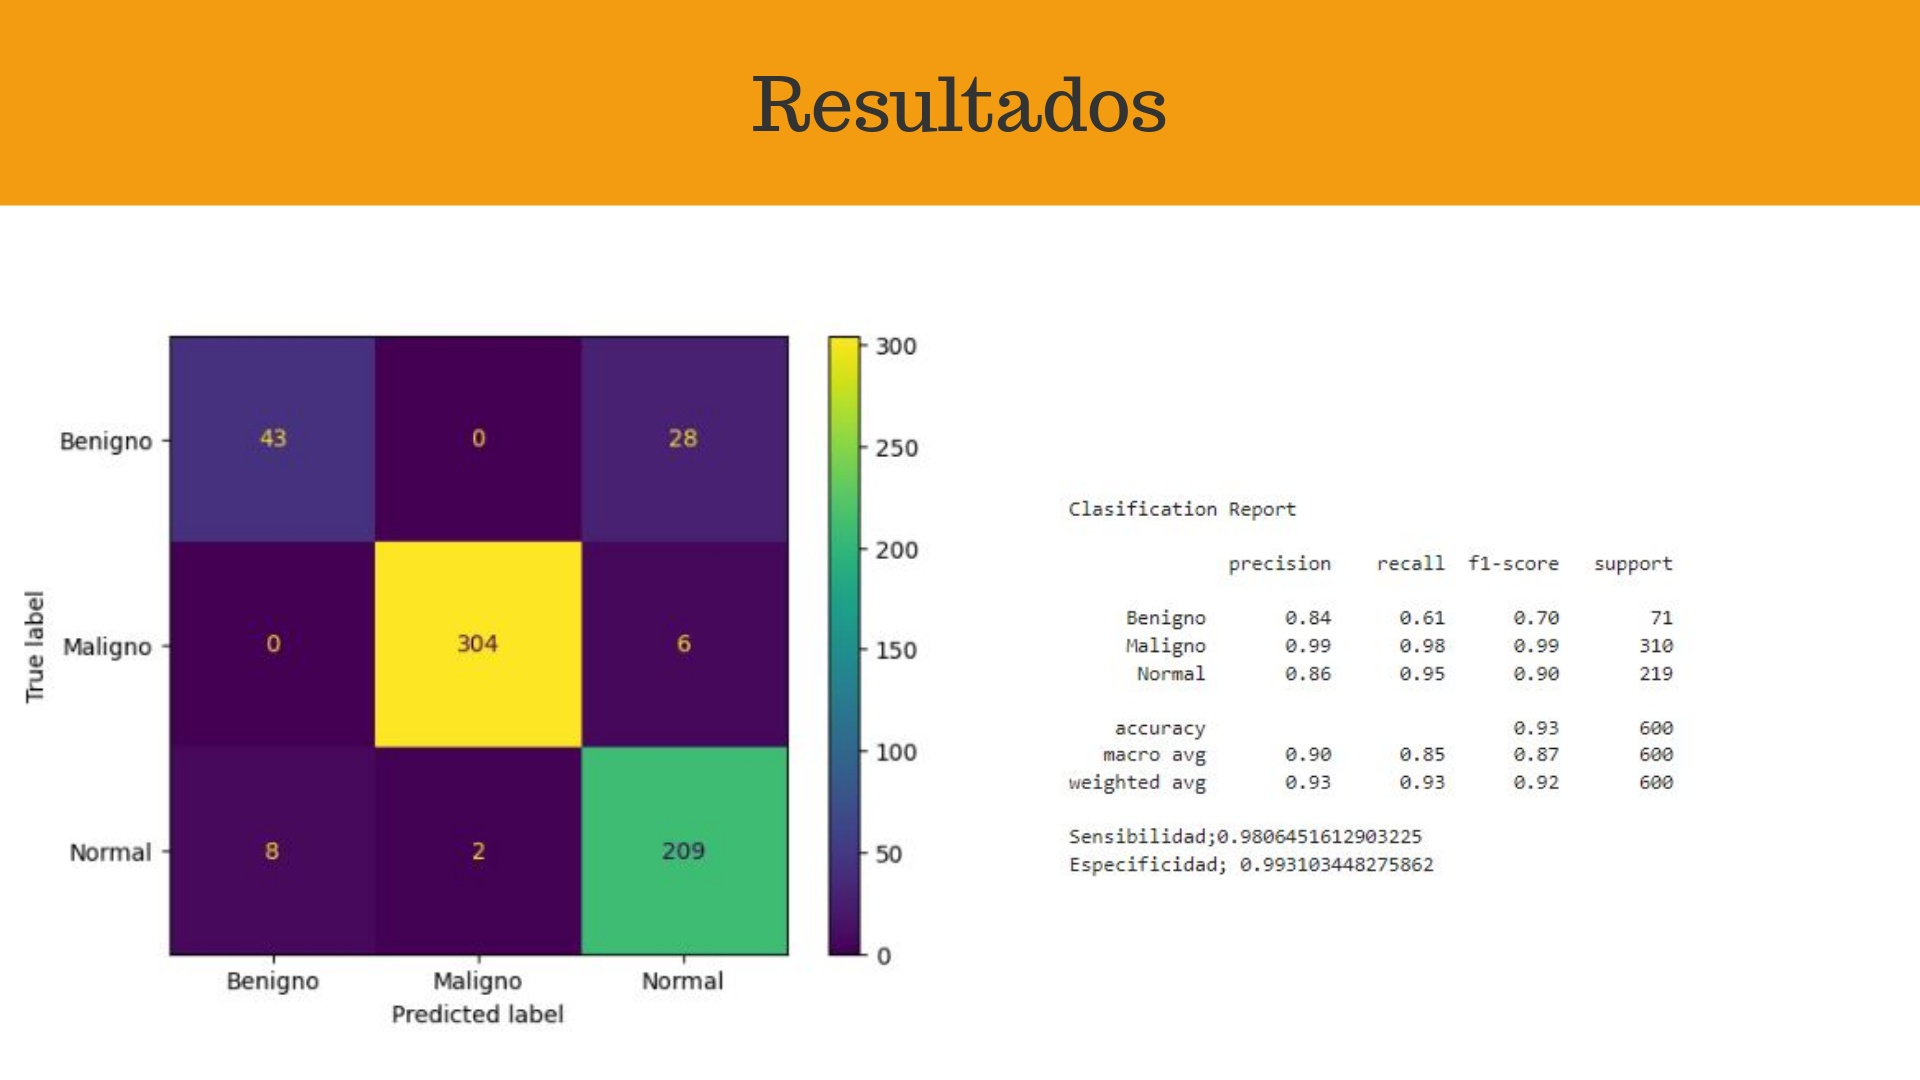 Resultados
Benigno 43 0 28
Maligno 0 304 6
Normal 8 2 209
True label
Benigno Maligno Normal
Predicted label
300
250
200
150
100
50
0
Clasification Report
precision recall f1-score support
Benigno 0.84 0.61 0.70 71
Maligno 0.99 0.98 0.99 310
Normal 0.86 0.95 0.90 219
accuracy 0.93 600
macro avg 0.90 0.85 0.87 600
weighted avg 0.93 0.93 0.92 600
Sensibilidad;0.9806451612903225
Especificidad; 0.993103448275862